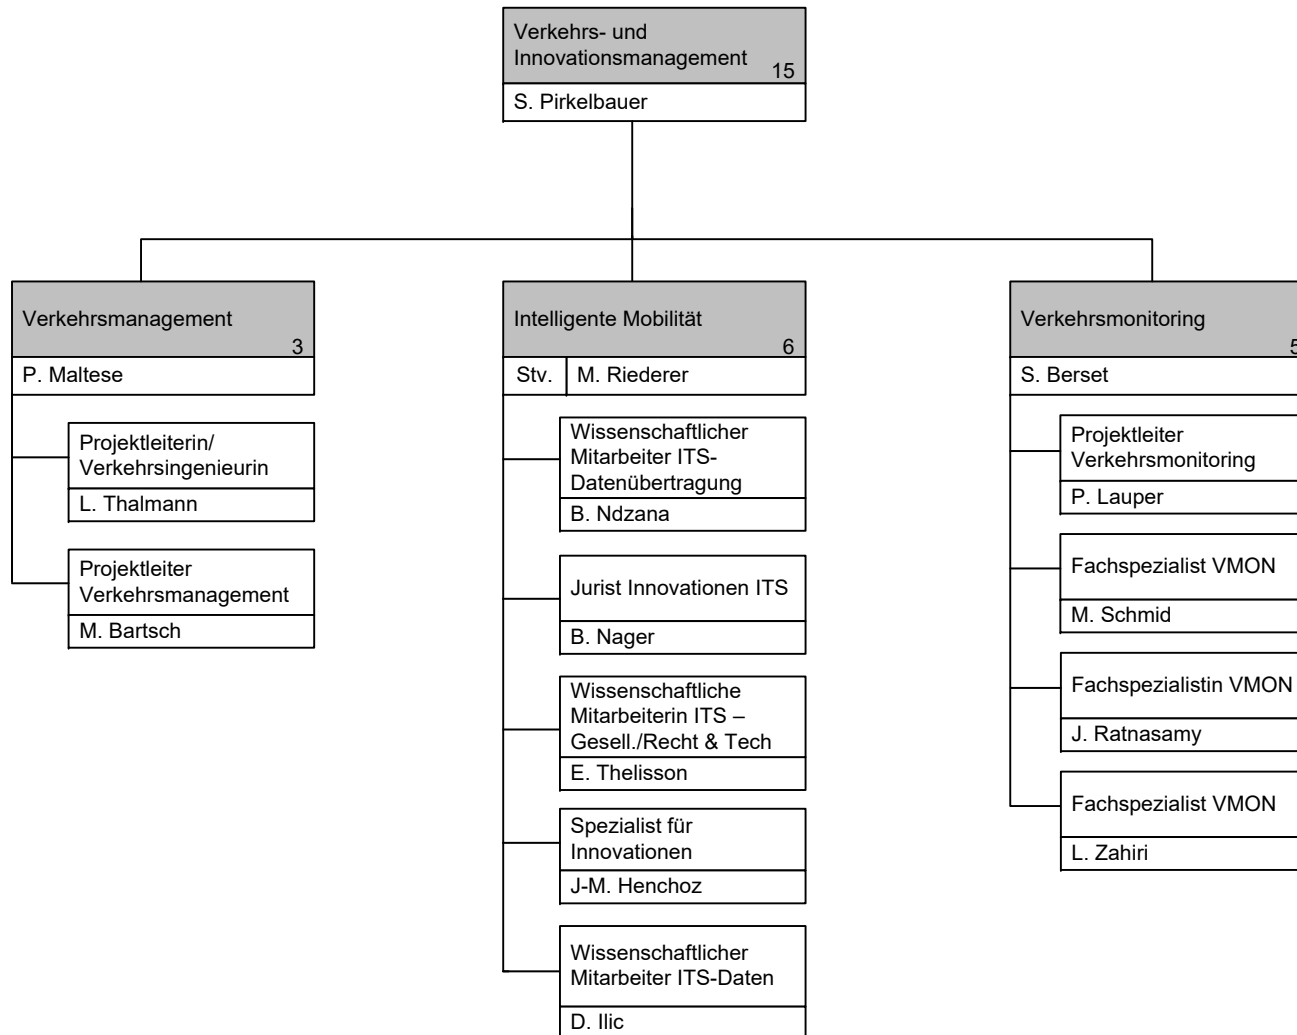 Verkehrs- und
Innovationsmanagement
15
S. Pirkelbauer
Verkehrsmanagement
3
P. Maltese
Projektleiterin/
Verkehrsingenieurin
L. Thalmann
Projektleiter
Verkehrsmanagement
M. Bartsch
Intelligente Mobilität
6
Stv. M. Riederer
Wissenschaftlicher
Mitarbeiter ITS-
Datenübertragung
B. Ndzana
Jurist Innovationen ITS
B. Nager
Wissenschaftliche
Mitarbeiterin ITS –
Gesell./Recht & Tech
E. Thelisson
Spezialist für
Innovationen
J-M. Henchoz
Wissenschaftlicher
Mitarbeiter ITS-Daten
D. Ilic
Verkehrsmonitoring
5
S. Berset
Projektleiter
Verkehrsmonitoring
P. Lauper
Fachspezialist VMON
M. Schmid
Fachspezialistin VMON
J. Ratnasamy
Fachspezialist VMON
L. Zahiri